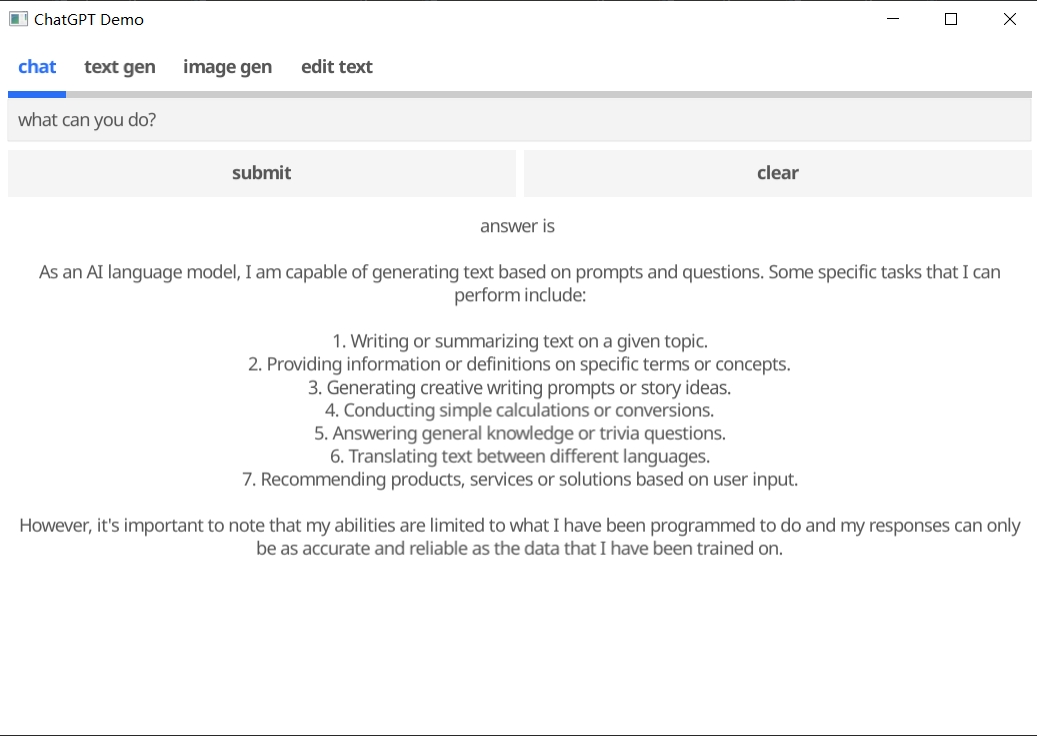 ChatGPT Demo
chat text gen image gen edit text
what can you do?
submit clear
answer is
As an AI language model, I am capable of generating text based on prompts and questions. Some specific tasks that I can
perform include:
1. Writing or summarizing text on a given topic.
2. Providing information or definitions on specific terms or concepts.
3. Generating creative writing prompts or story ideas.
4. Conducting simple calculations or conversions.
5. Answering general knowledge or trivia questions.
6. Translating text between different languages.
7. Recommending products, services or solutions based on user input.
However, it's important to note that my abilities are limited to what I have been programmed to do and my responses can only
be as accurate and reliable as the data that I have been trained on.